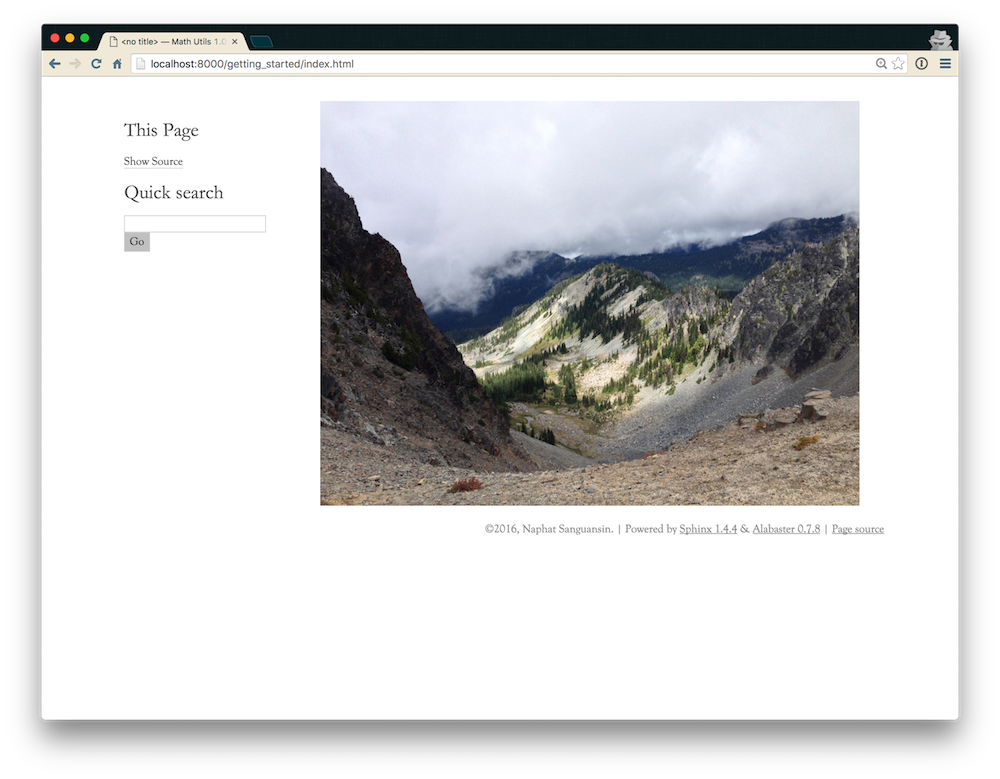 <no title> — Math Utils 1.0
localhost:8000/getting_started/index.html
This Page
Show Source
Quick search
Go
©2016, Naphat Sanguansin. | Powered by Sphinx 1.4.4 & Alabaster 0.7.8 | Page source